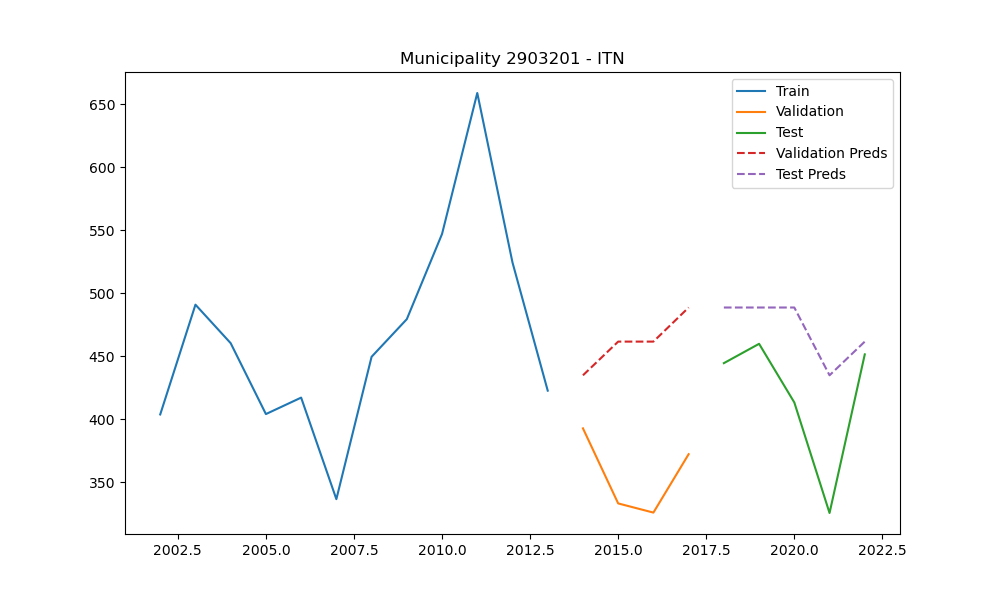 Municipality 2903201 - ITN
650
600
550
500
450
400
350
2002.5 2005.0 2007.5 2010.0 2012.5 2015.0 2017.5 2020.0 2022.5
Train
Validation
Test
Validation Preds
Test Preds